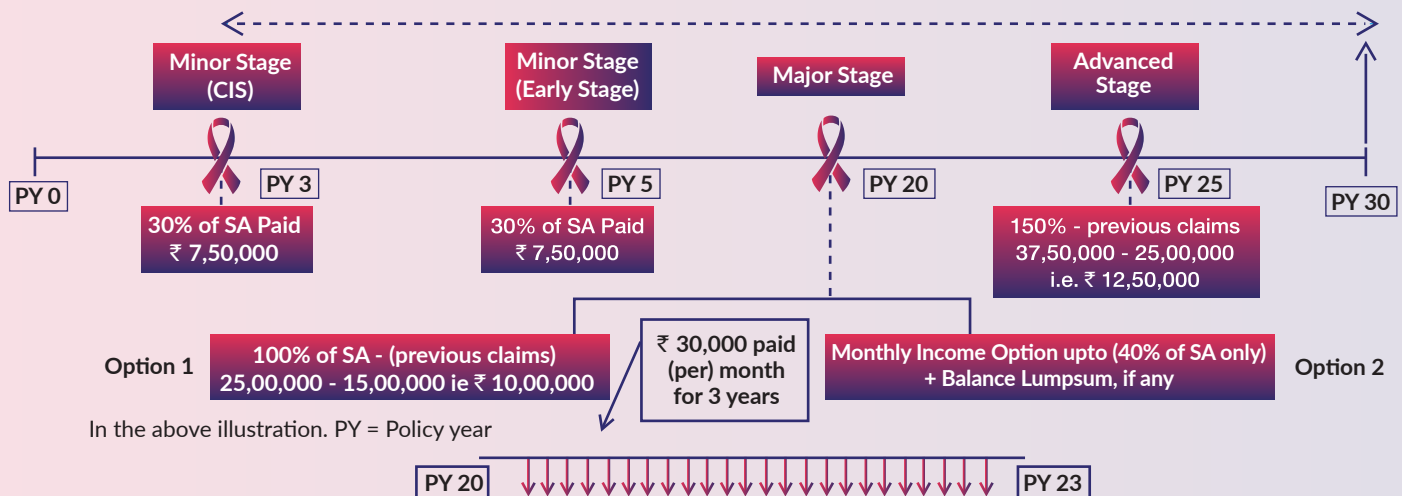 Minor Stage
(CIS)
Minor Stage
(Early Stage)
Major Stage
Advanced
Stage
PY 0
PY 3
PY 5
PY 20
PY 25
PY 30
30% of SA Paid
₹ 7,50,000
30% of SA Paid
₹ 7,50,000
150% - previous claims
37,50,000 - 25,00,000
i.e. ₹ 12,50,000
Option 1
100% of SA - (previous claims)
25,00,000 - 15,00,000 ie ₹ 10,00,000
₹ 30,000 paid
(per) month
for 3 years
Monthly Income Option upto (40% of SA only)
+ Balance Lumpsum, if any
Option 2
In the above illustration. PY = Policy year
PY 20
PY 23